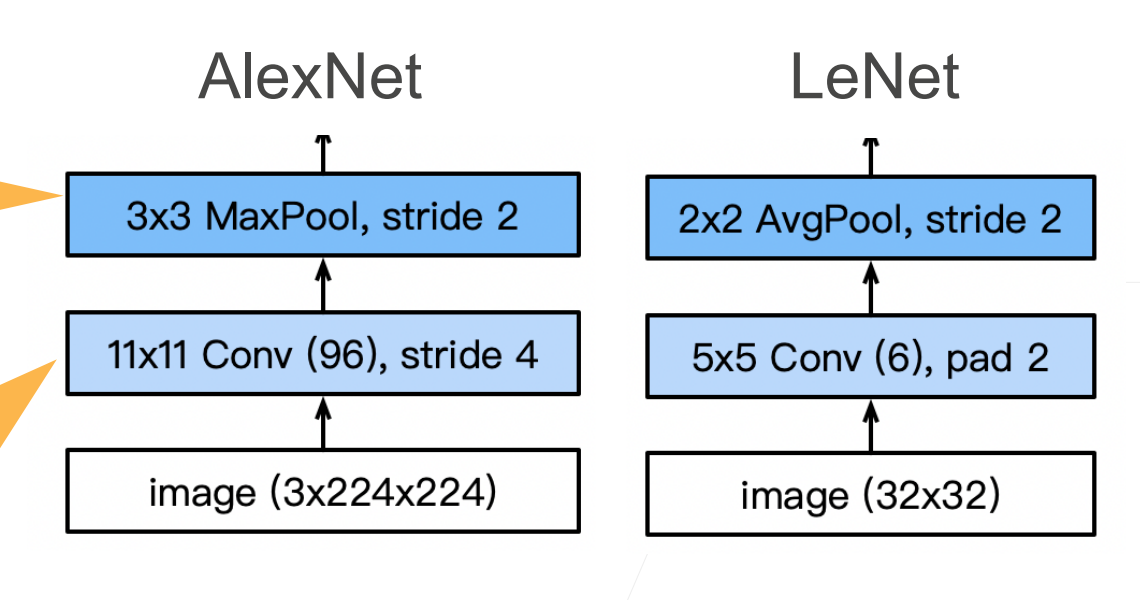 AlexNet
3x3 MaxPool, stride 2
11x11 Conv (96), stride 4
image (3x224x224)
LeNet
2x2 AvgPool, stride 2
5x5 Conv (6), pad 2
image (32x32)